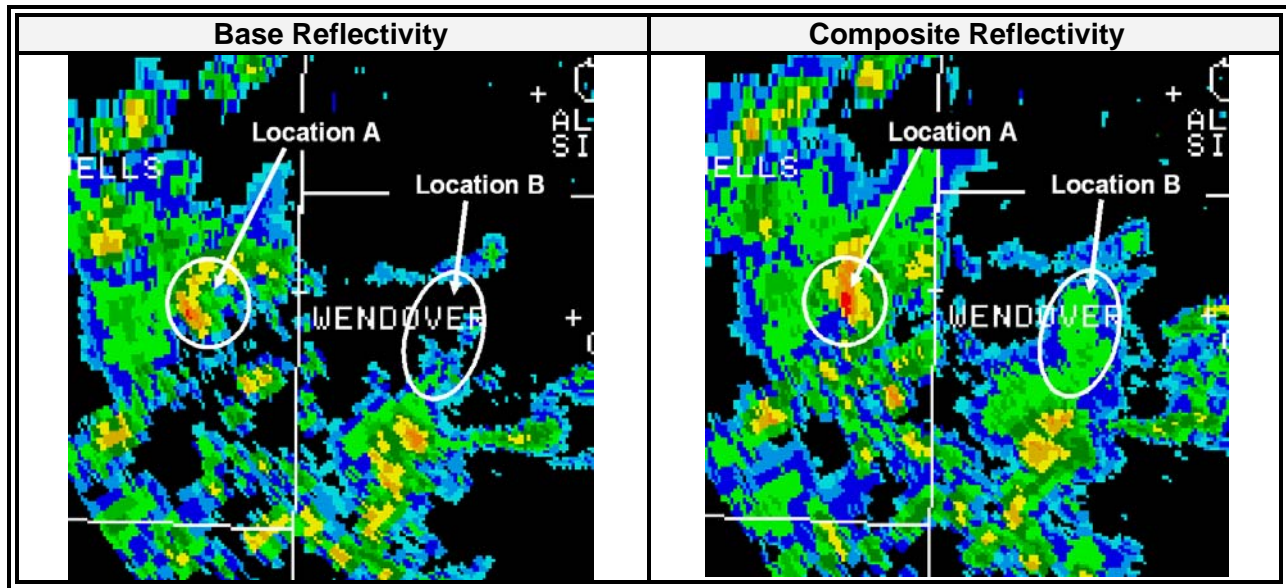 Base Reflectivity
Composite Reflectivity
Location A
AL
SI
ELLS
Location B
WENDOVER
Location A
AL
SI
ELLS
Location B
WENDOVER